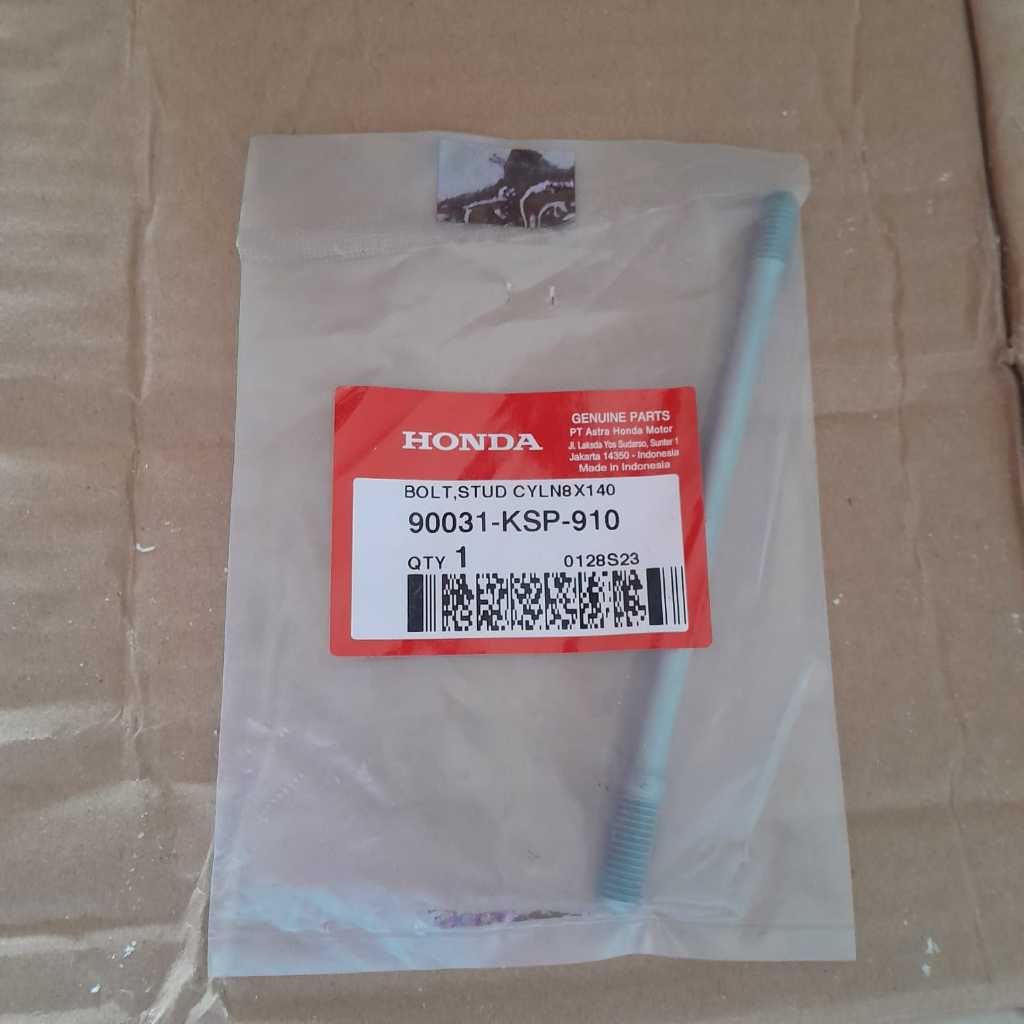 HONDA
GENUINE PARTS
PT Astra Honda Motor
Jl. Laksda Yos Sudarso, Sunter 1
Jakarta 14350 - Indonesia
Made in Indonesia
BOLT,STUD CYLN8X140
90031-KSP-910
QTY 1 0128S23